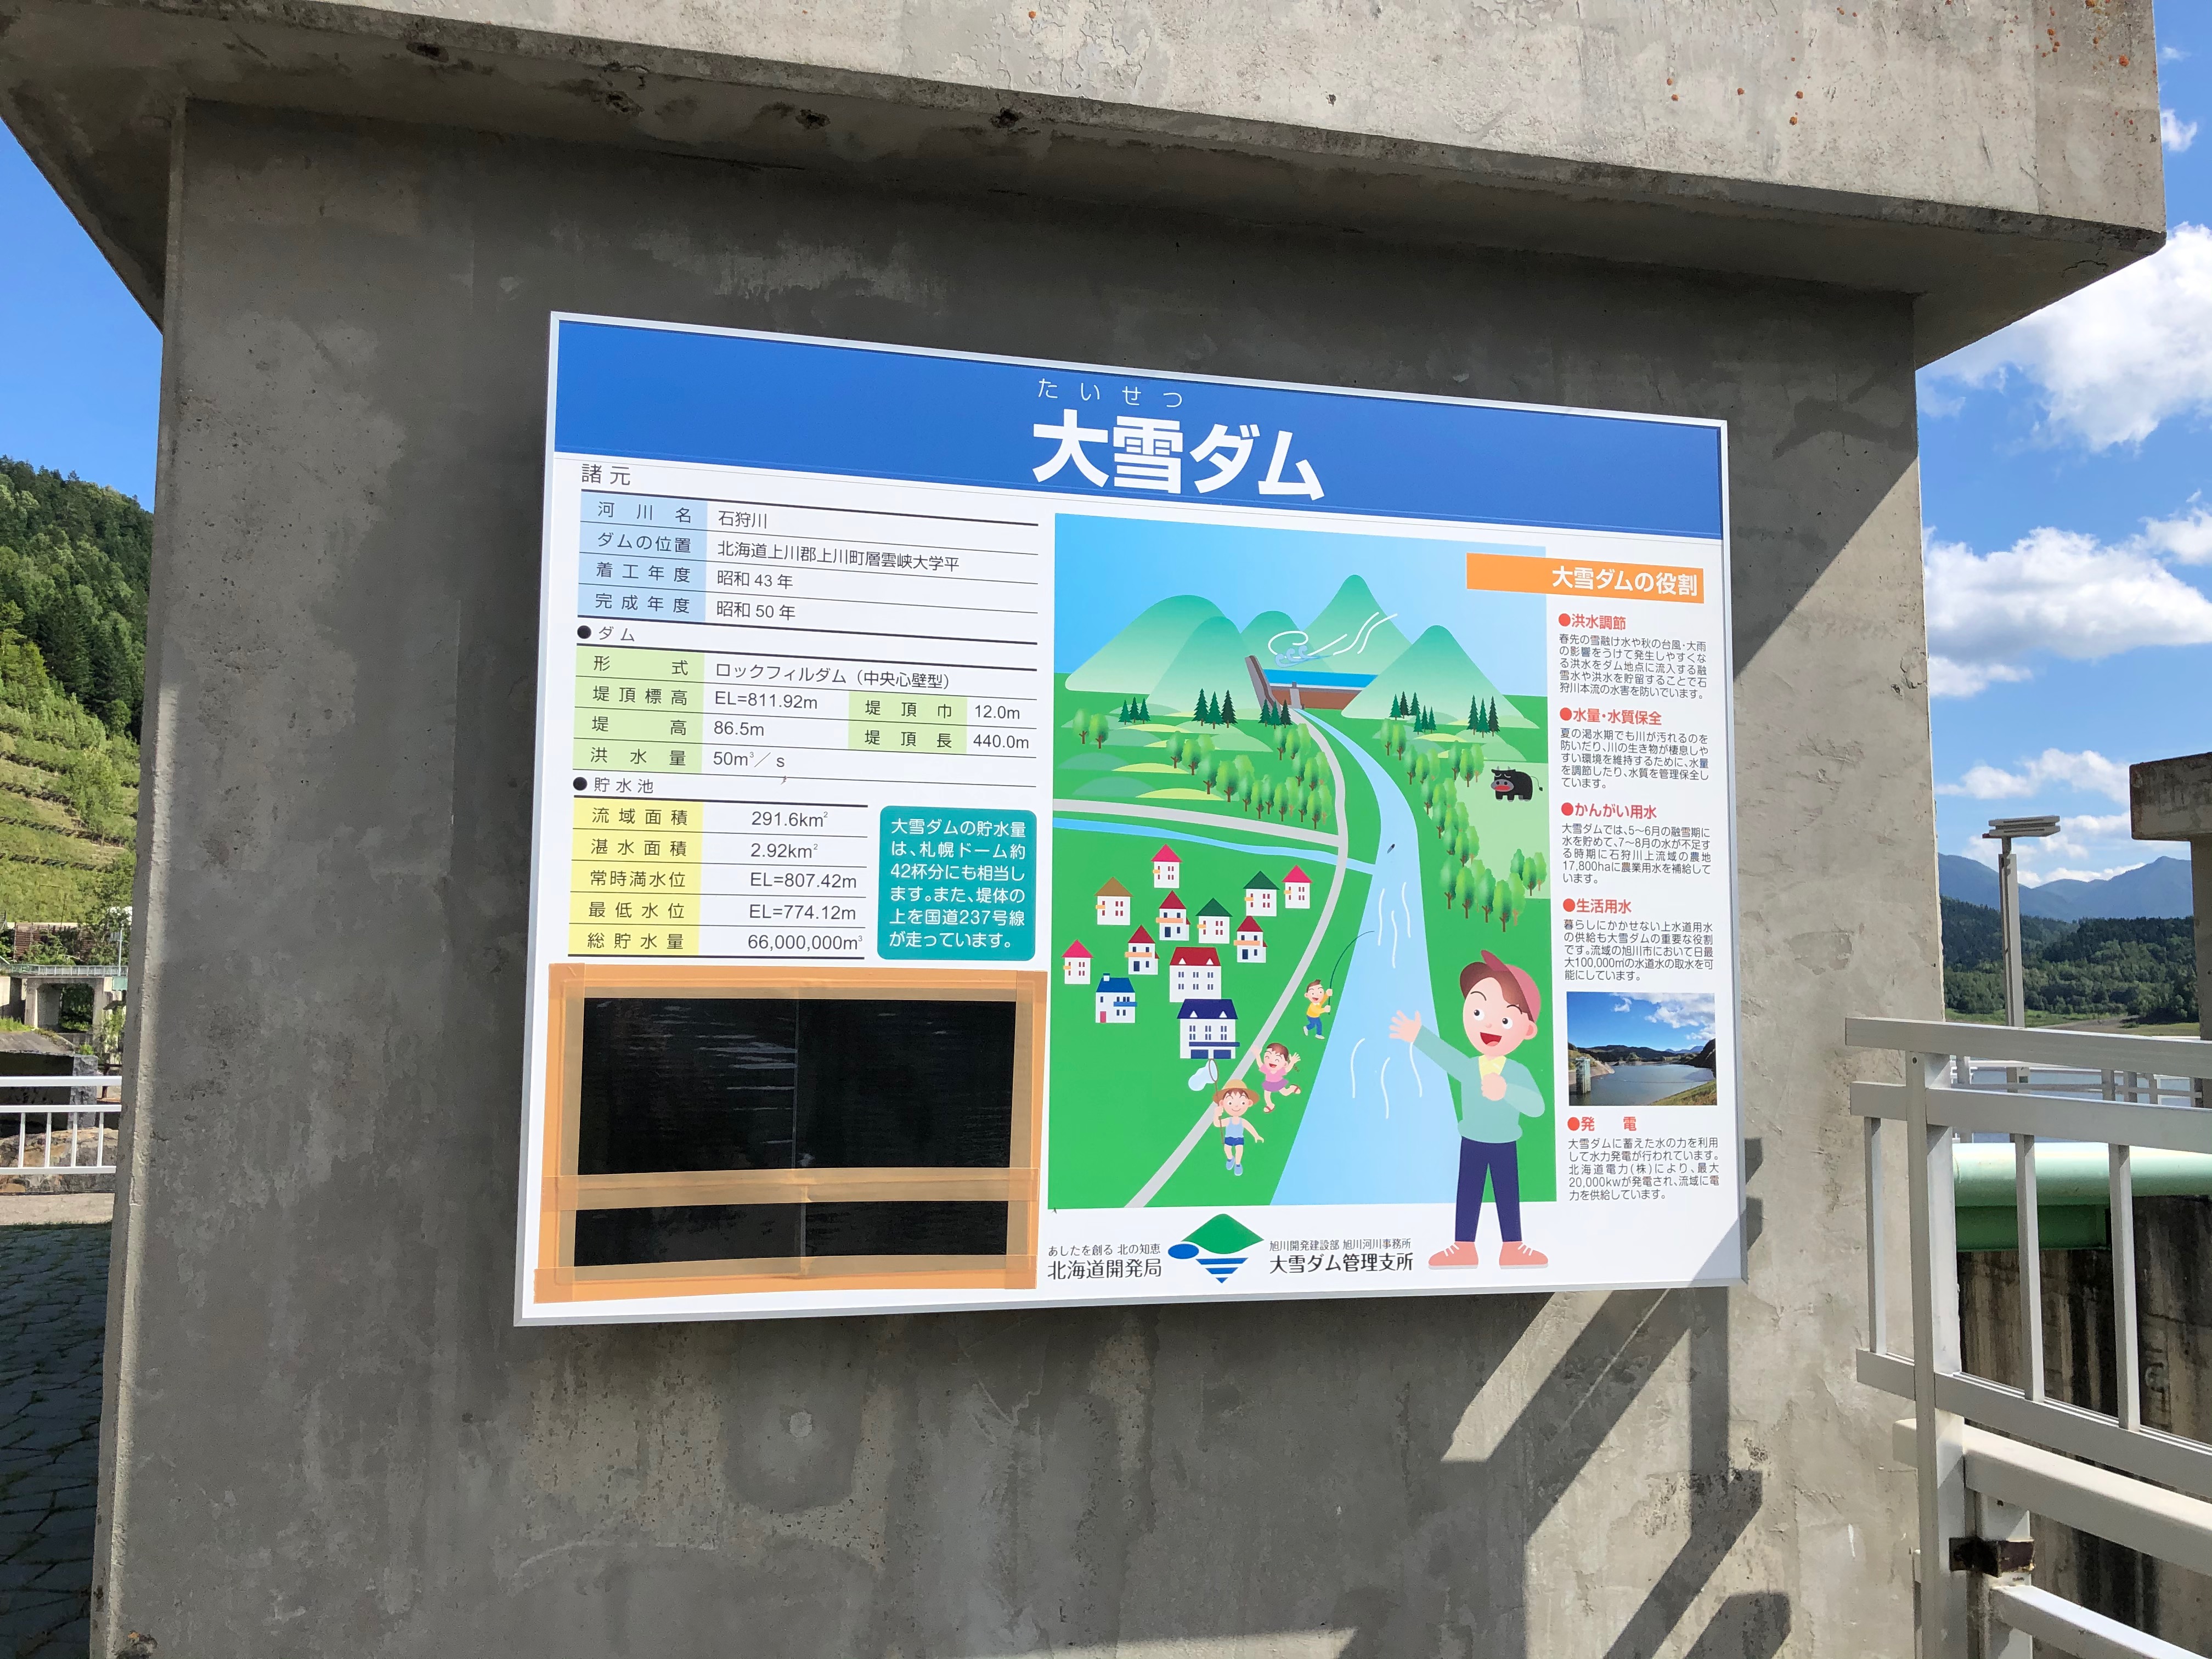 たいせつ
大雪ダム
諸元
河川名 石狩川
ダムの位置 北海道上川郡上川町層雲峡大学平
着工年度 昭和43年
完成年度 昭和50年
●ダム
形式 ロックフィルダム（中央心壁型）
堤頂標高 EL=811.92m 堤頂巾 12.0m
堤高 86.5m 堤頂長 440.0m
洪水量 50m³／s
●貯水池
流域面積 291.6km²
湛水面積 2.92km²
常時満水位 EL=807.42m
最低水位 EL=774.12m
総貯水量 66,000,000m³
大雪ダムの貯水量
は、札幌ドーム約
42杯分にも相当し
ます。また、堤体の
上を国道237号線
が走っています。
大雪ダムの役割
●洪水調節
春先の雪融け水や秋の台風・大雨
の影響をうけて発生しやすくな
る洪水をダム地点に流入する融
雪水や洪水を貯留することで石
狩川本流の水害を防いでいます。
●水量・水質保全
夏の渇水期でも川が汚れるのを
防いだり、川の生き物が棲息しや
すい環境を維持するために、水量
を調節したり、水質を管理保全し
ています。
●かんがい用水
大雪ダムでは、5～6月の融雪期に
水を貯めて、7～8月の水が不足す
る時期に石狩川上流域の農地
17,800haに農業用水を補給して
います。
●生活用水
暮らしにかかせない上水道用水
の供給も大雪ダムの重要な役割
です。流域の旭川市において日最
大100,000㎥の水道水の取水を可
能にしています。
●発電
大雪ダムに蓄えた水の力を利用
して水力発電が行われています。
北海道電力(株)により、最大
20,000kwが発電され、流域に電
力を供給しています。
あしたを創る 北の知恵
北海道開発局
旭川開発建設部 旭川河川事務所
大雪ダム管理支所